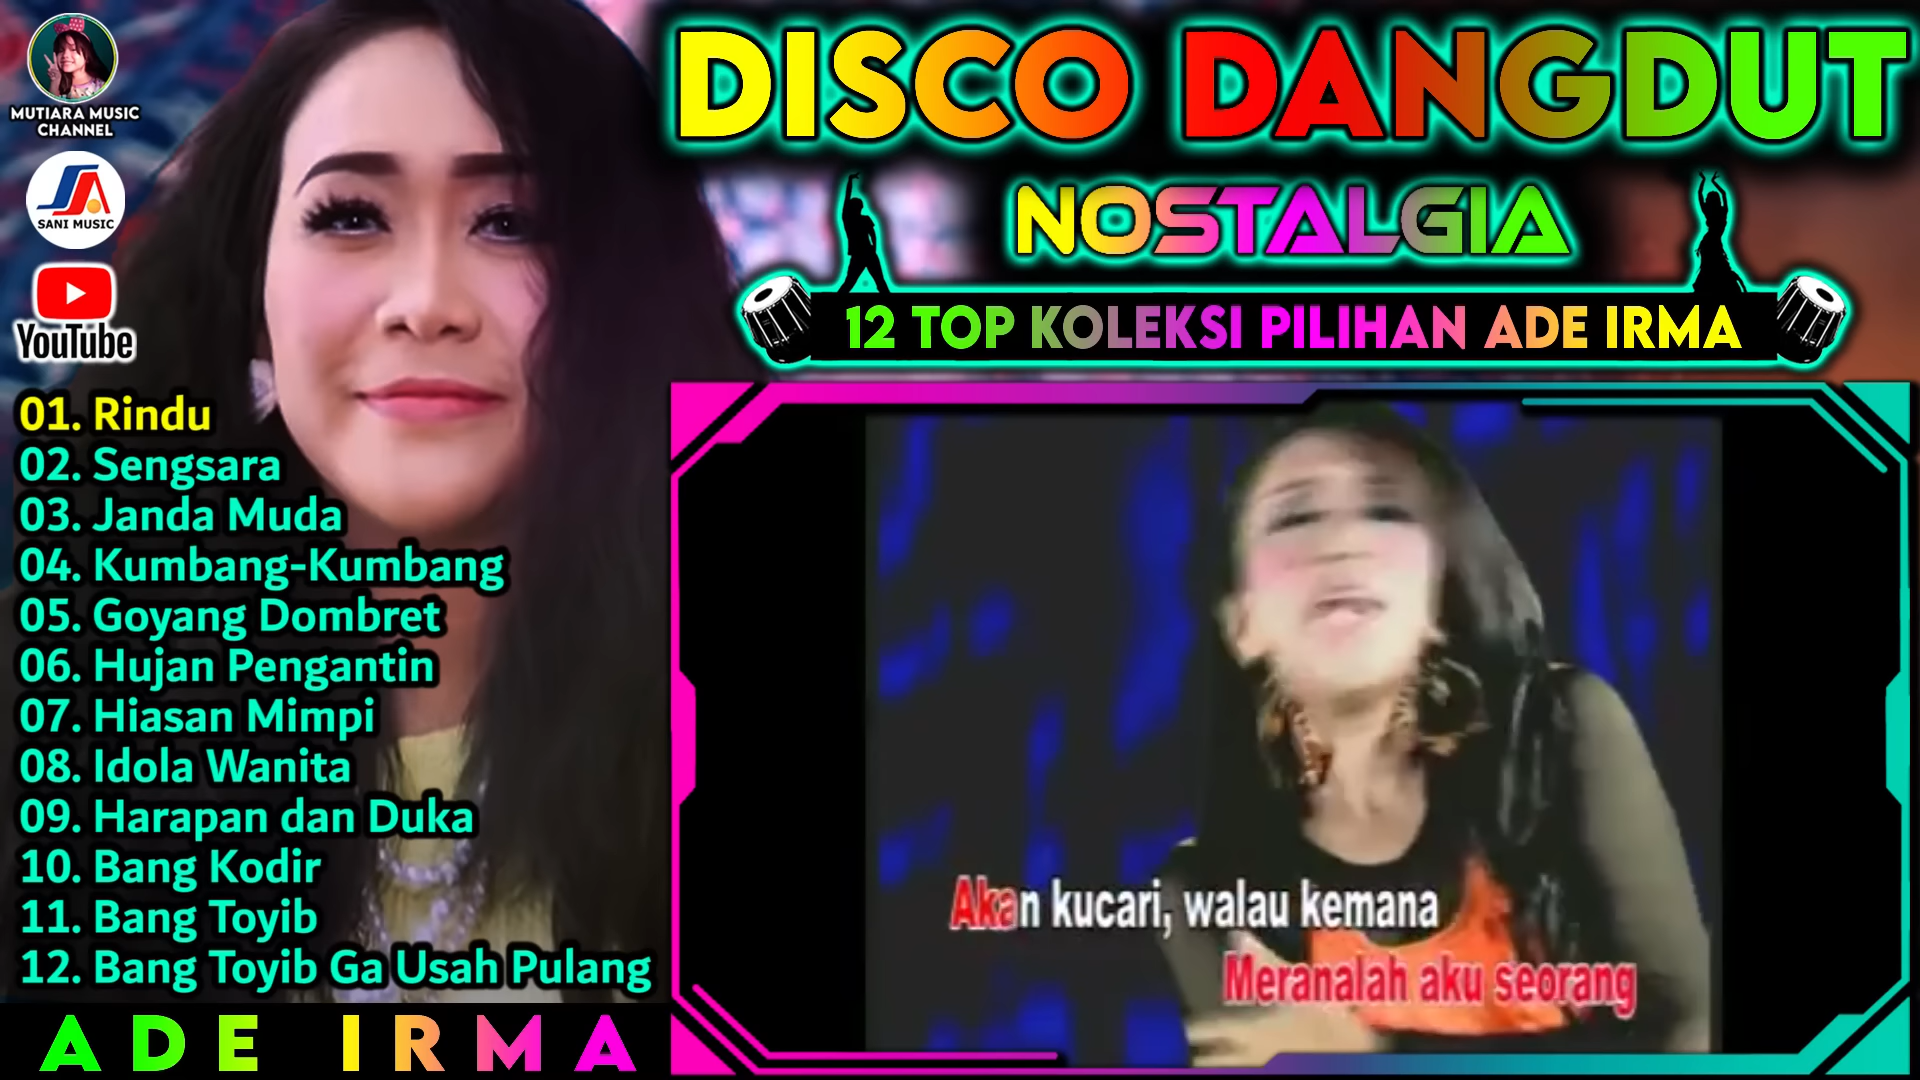 MUTIARA MUSIC
CHANNEL
SANI MUSIC
YouTube
DISCO DANGDUT
NOSTALGIA
12 TOP KOLEKSI PILIHAN ADE IRMA
01. Rindu
02. Sengsara
03. Janda Muda
04. Kumbang-Kumbang
05. Goyang Dombret
06. Hujan Pengantin
07. Hiasan Mimpi
08. Idola Wanita
09. Harapan dan Duka
10. Bang Kodir
11. Bang Toyib
12. Bang Toyib Ga Usah Pulang
ADE IRMA
Akan kucari, walau kemana
Meranalah aku seorang